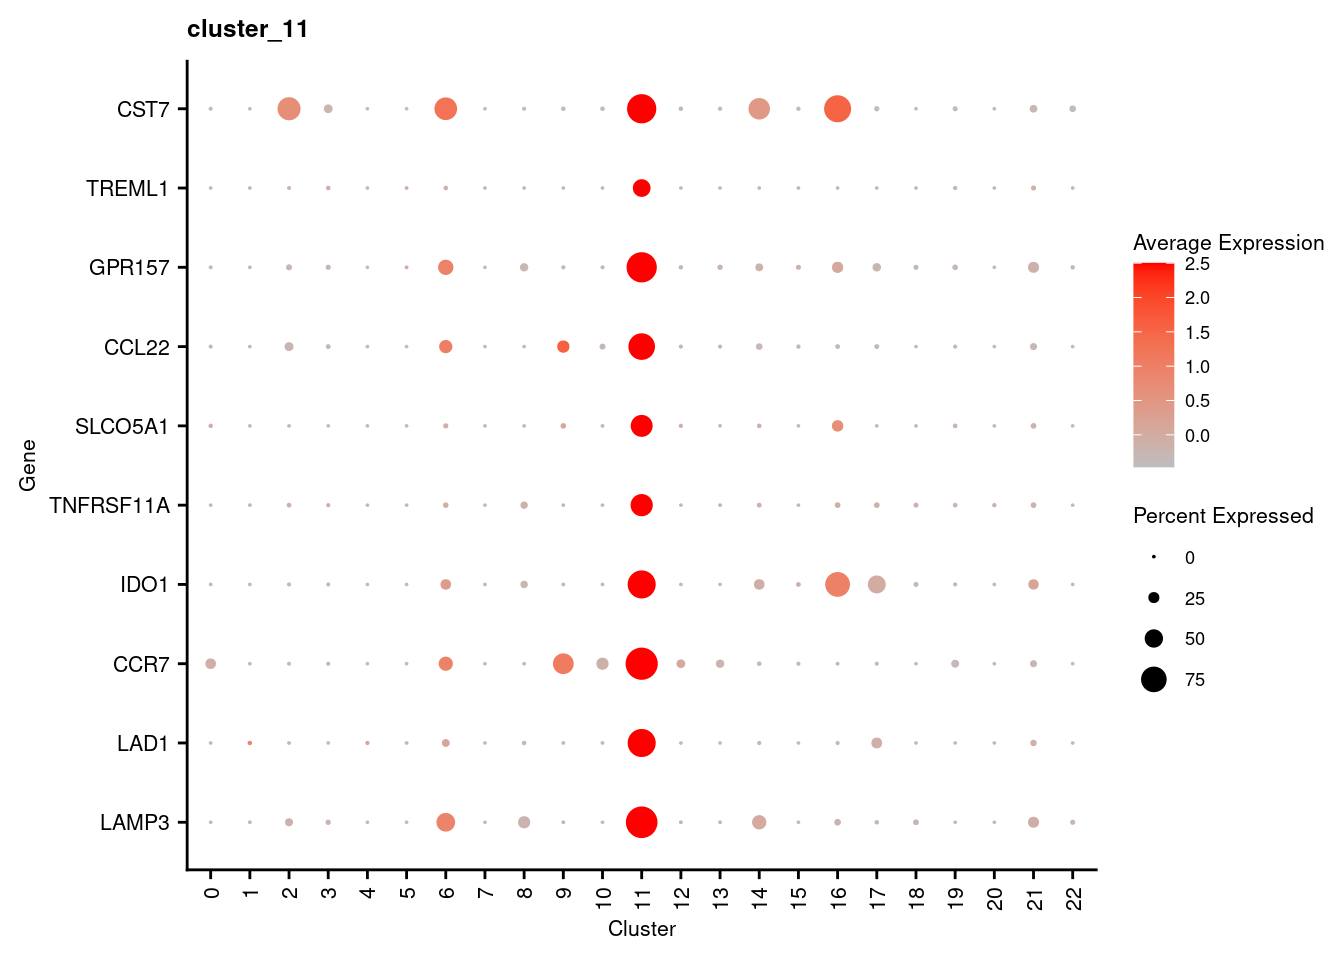 cluster_11
CST7
TREML1
GPR157
CCL22
SLCO5A1
TNFRSF11A
IDO1
CCR7
LAD1
LAMP3
Gene
0 1 2 3 4 5 6 7 8 9 10 11 12 13 14 15 16 17 18 19 20 21 22
Cluster
Average Expression
2.5
2.0
1.5
1.0
0.5
0.0
Percent Expressed
0
25
50
75